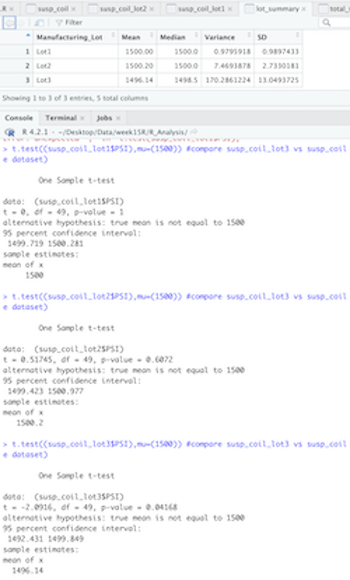 susp_coil × susp_coil_lot2 × susp_coil_lot1 × lot_summary × total_
Filter
Manufacturing_Lot Mean Median Variance SD
1 Lot1 1500.00 1500.0 0.9795918 0.9897433
2 Lot2 1500.20 1500.0 7.4693878 2.7330181
3 Lot3 1496.14 1498.5 170.2861224 13.0493725
Showing 1 to 3 of 3 entries, 5 total columns
Console Terminal × Jobs ×
R 4.2.1 · ~/Desktop/Data/week15R/R_Analysis/
> t.test((susp_coil_lot1$PSI),mu=(1500)) #compare susp_coil_lot3 vs susp_coil
e dataset)
One Sample t-test
data: (susp_coil_lot1$PSI)
t = 0, df = 49, p-value = 1
alternative hypothesis: true mean is not equal to 1500
95 percent confidence interval:
1499.719 1500.281
sample estimates:
mean of x
1500
> t.test((susp_coil_lot2$PSI),mu=(1500)) #compare susp_coil_lot3 vs susp_coil
e dataset)
One Sample t-test
data: (susp_coil_lot2$PSI)
t = 0.51745, df = 49, p-value = 0.6072
alternative hypothesis: true mean is not equal to 1500
95 percent confidence interval:
1499.423 1500.977
sample estimates:
mean of x
1500.2
> t.test((susp_coil_lot3$PSI),mu=(1500)) #compare susp_coil_lot3 vs susp_coil
e dataset)
One Sample t-test
data: (susp_coil_lot3$PSI)
t = -2.0916, df = 49, p-value = 0.04168
alternative hypothesis: true mean is not equal to 1500
95 percent confidence interval:
1492.431 1499.849
sample estimates:
mean of x
1496.14